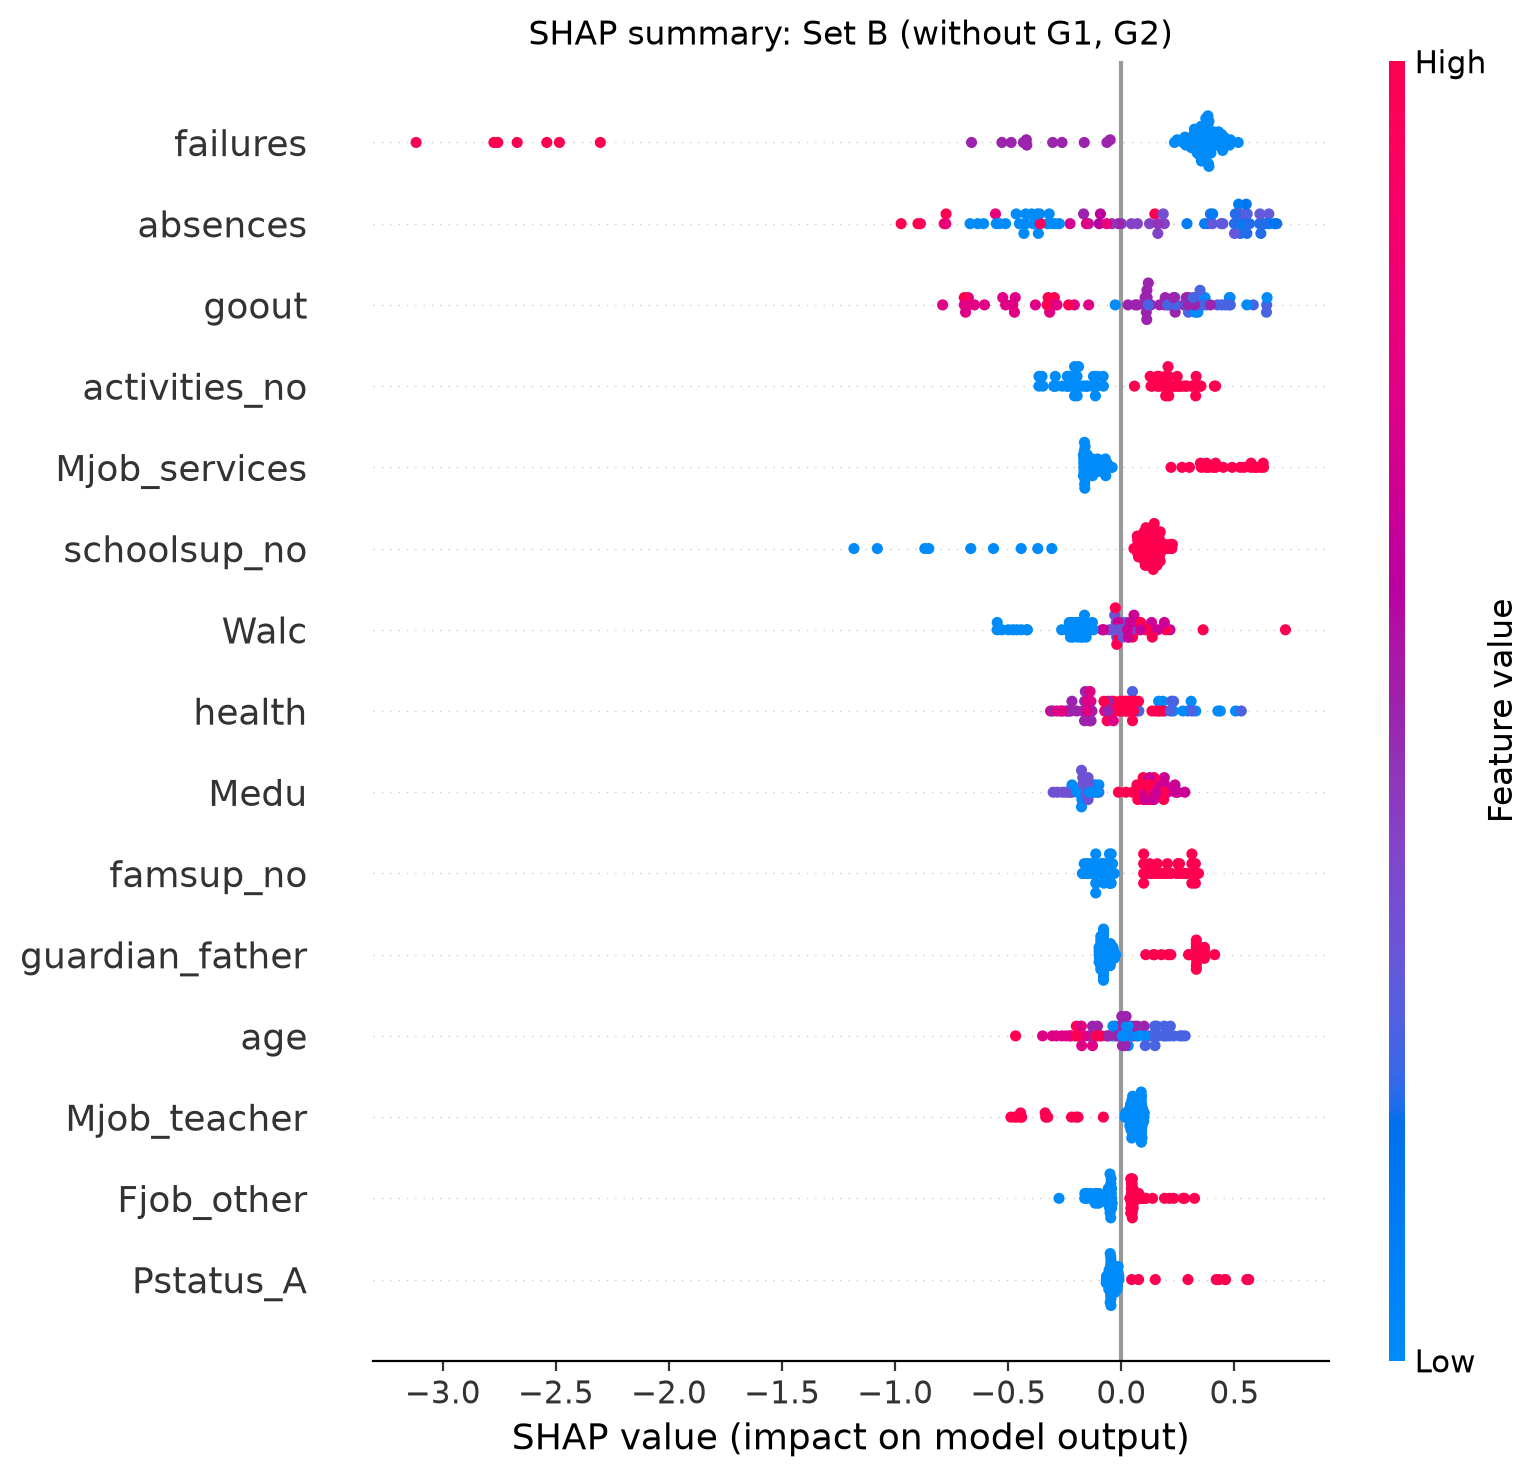 SHAP summary: Set B (without G1, G2)
High
failures
absences
goout
activities_no
Mjob_services
schoolsup_no
Walc
health
Medu
famsup_no
guardian_father
age
Mjob_teacher
Fjob_other
Pstatus_A
Feature value
Low
−3.0 −2.5 −2.0 −1.5 −1.0 −0.5 0.0 0.5
SHAP value (impact on model output)